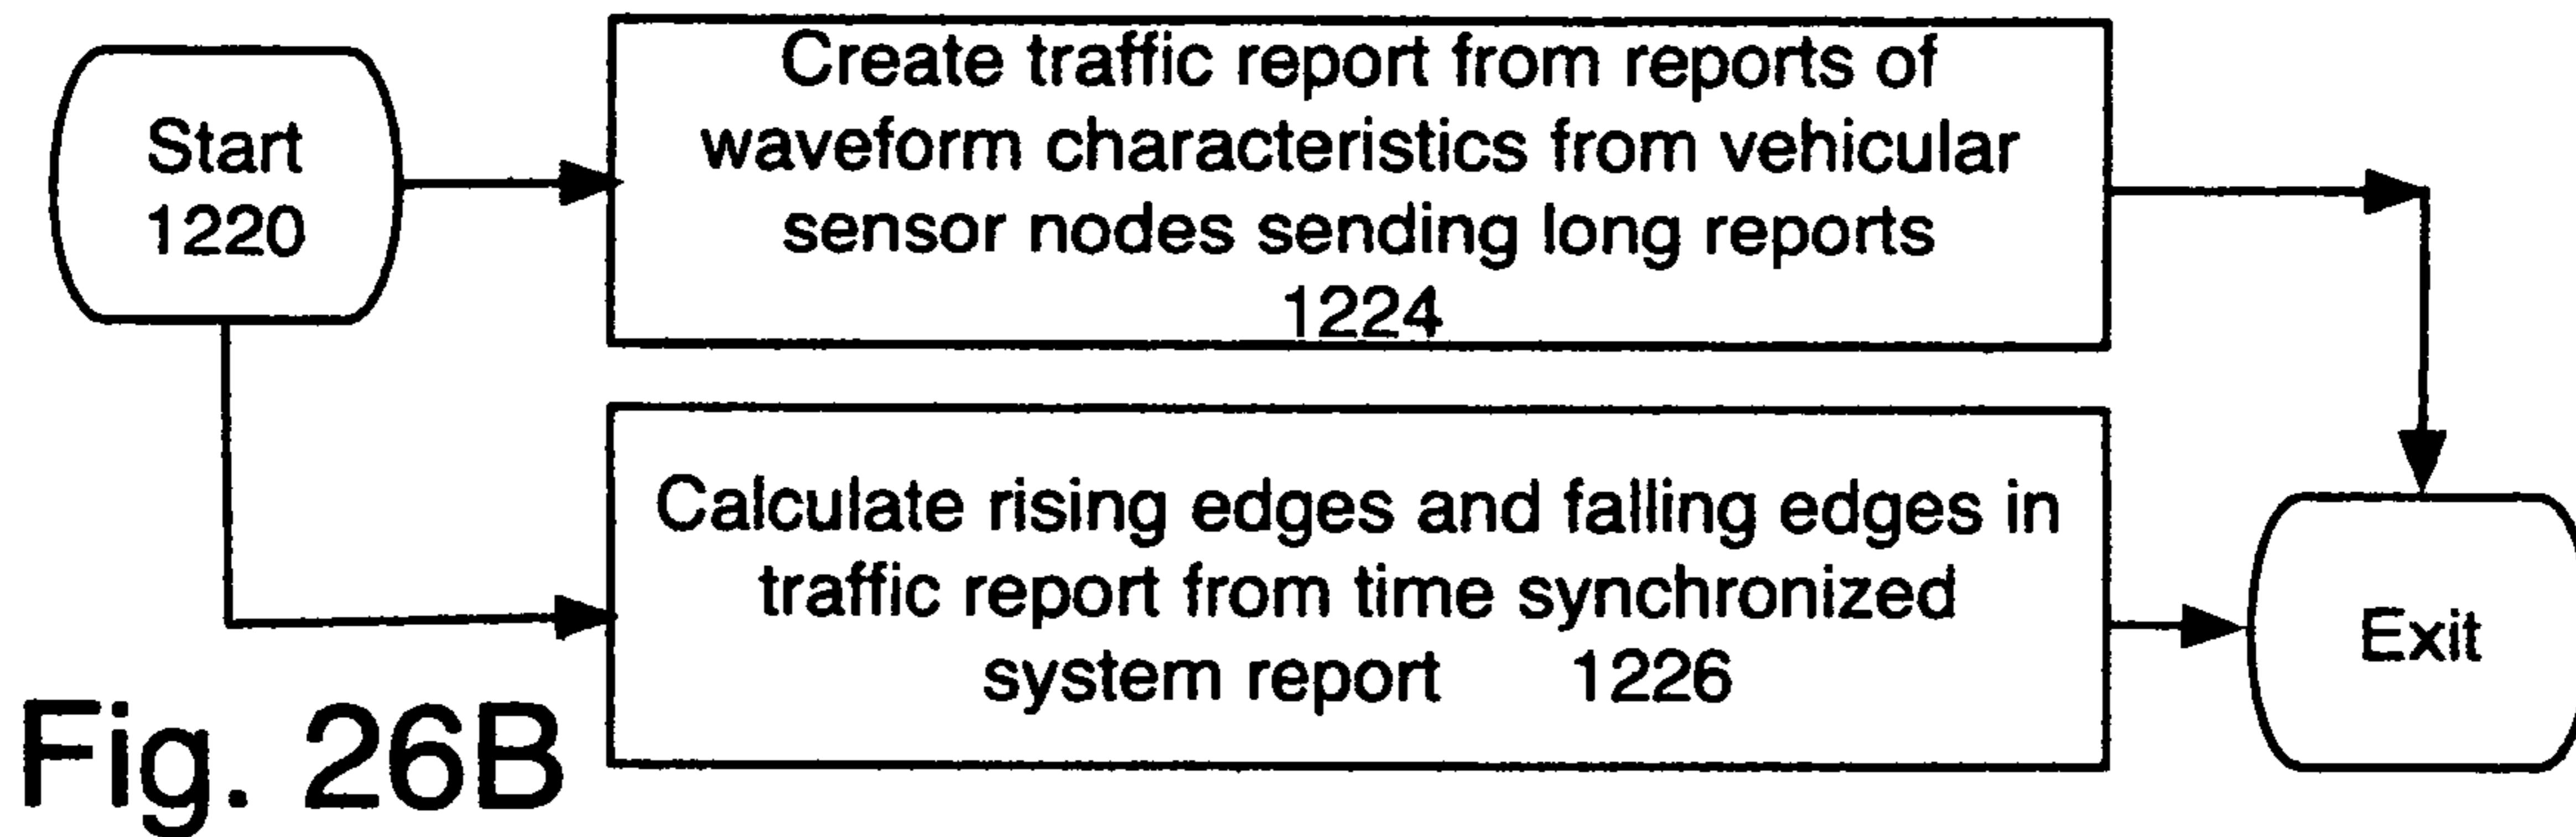 Start
1220
Create traffic report from reports of
waveform characteristics from vehicular
sensor nodes sending long reports
1224
Calculate rising edges and falling edges in
traffic report from time synchronized
system report 1226
Exit
Fig. 26B